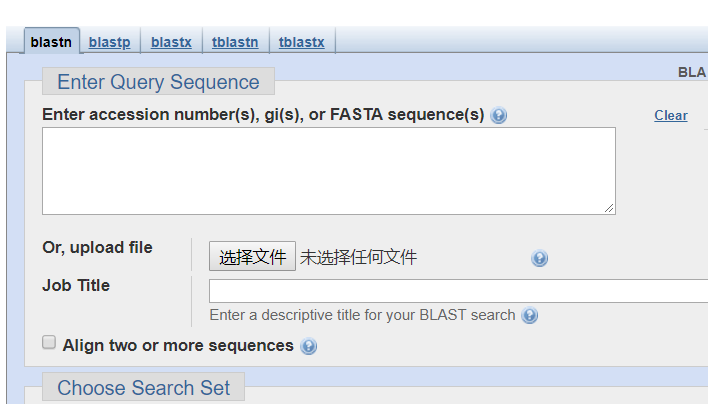 blastn blastp blastx tblastn tblastx
BLA
Enter Query Sequence
Enter accession number(s), gi(s), or FASTA sequence(s)
Clear
Or, upload file
选择文件 未选择任何文件
Job Title
Enter a descriptive title for your BLAST search
Align two or more sequences
Choose Search Set